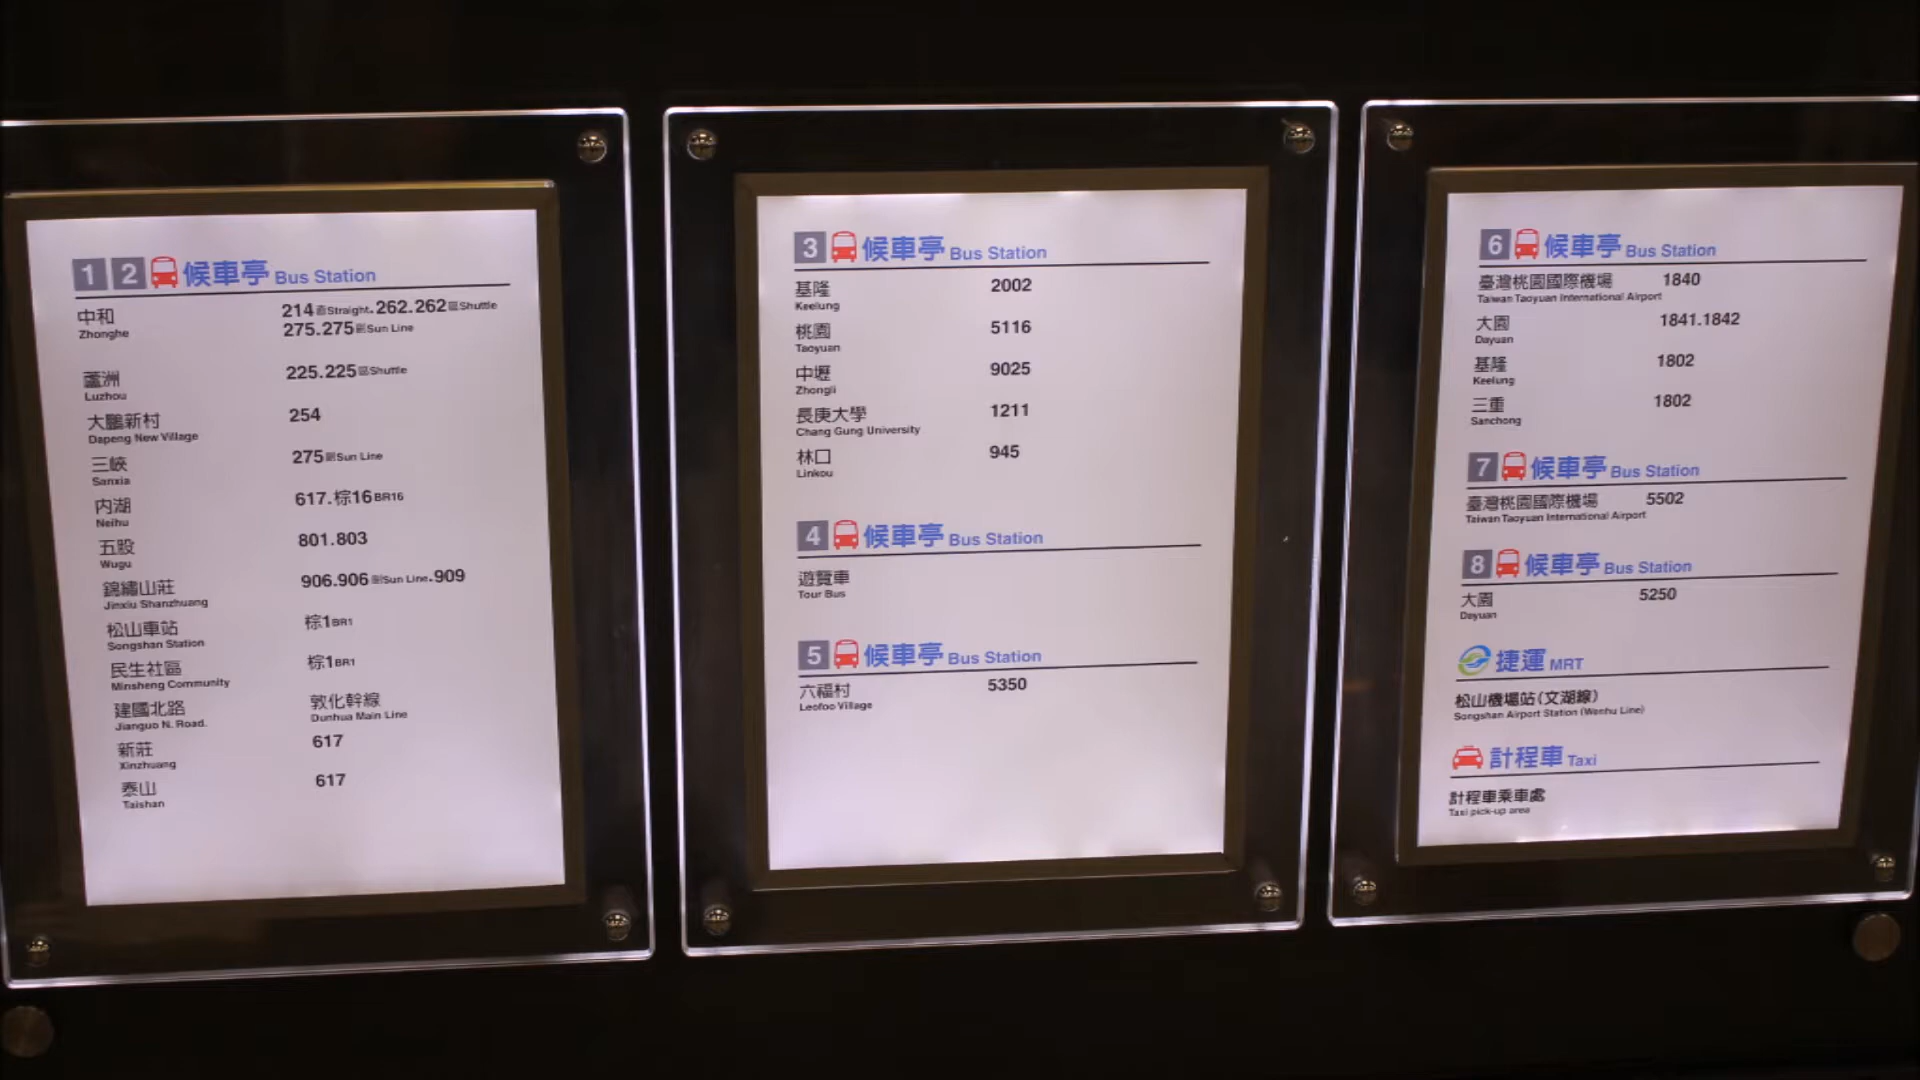 1 2 候車亭 Bus Station
中和 214直Straight.262.262區Shuttle
Zhonghe 275.275副Sun Line
蘆洲 225.225區Shuttle
Luzhou
大鵬新村 254
Dapeng New Village
三峽 275副Sun Line
Sanxia
內湖 617.棕16BR16
Neihu
五股 801.803
Wugu
錦繡山莊 906.906副Sun Line.909
Jinxiu Shanzhuang
松山車站 棕1BR1
Songshan Station
民生社區 棕1BR1
Minsheng Community
建國北路 敦化幹線
Jianguo N. Road. Dunhua Main Line
新莊 617
Xinzhuang
泰山 617
Taishan
3 候車亭 Bus Station
基隆 2002
Keelung
桃園 5116
Taoyuan
中壢 9025
Zhongli
長庚大學 1211
Chang Gung University
林口 945
Linkou
4 候車亭 Bus Station
遊覽車
Tour Bus
5 候車亭 Bus Station
六福村 5350
Leofoo Village
6 候車亭 Bus Station
臺灣桃園國際機場 1840
Taiwan Taoyuan International Airport
大園 1841.1842
Dayuan
基隆 1802
Keelung
三重 1802
Sanchong
7 候車亭 Bus Station
臺灣桃園國際機場 5502
Taiwan Taoyuan International Airport
8 候車亭 Bus Station
大園 5250
Dayuan
捷運 MRT
松山機場站(文湖線)
Songshan Airport Station (Wenhu Line)
計程車 Taxi
計程車乘車處
Taxi pick-up area